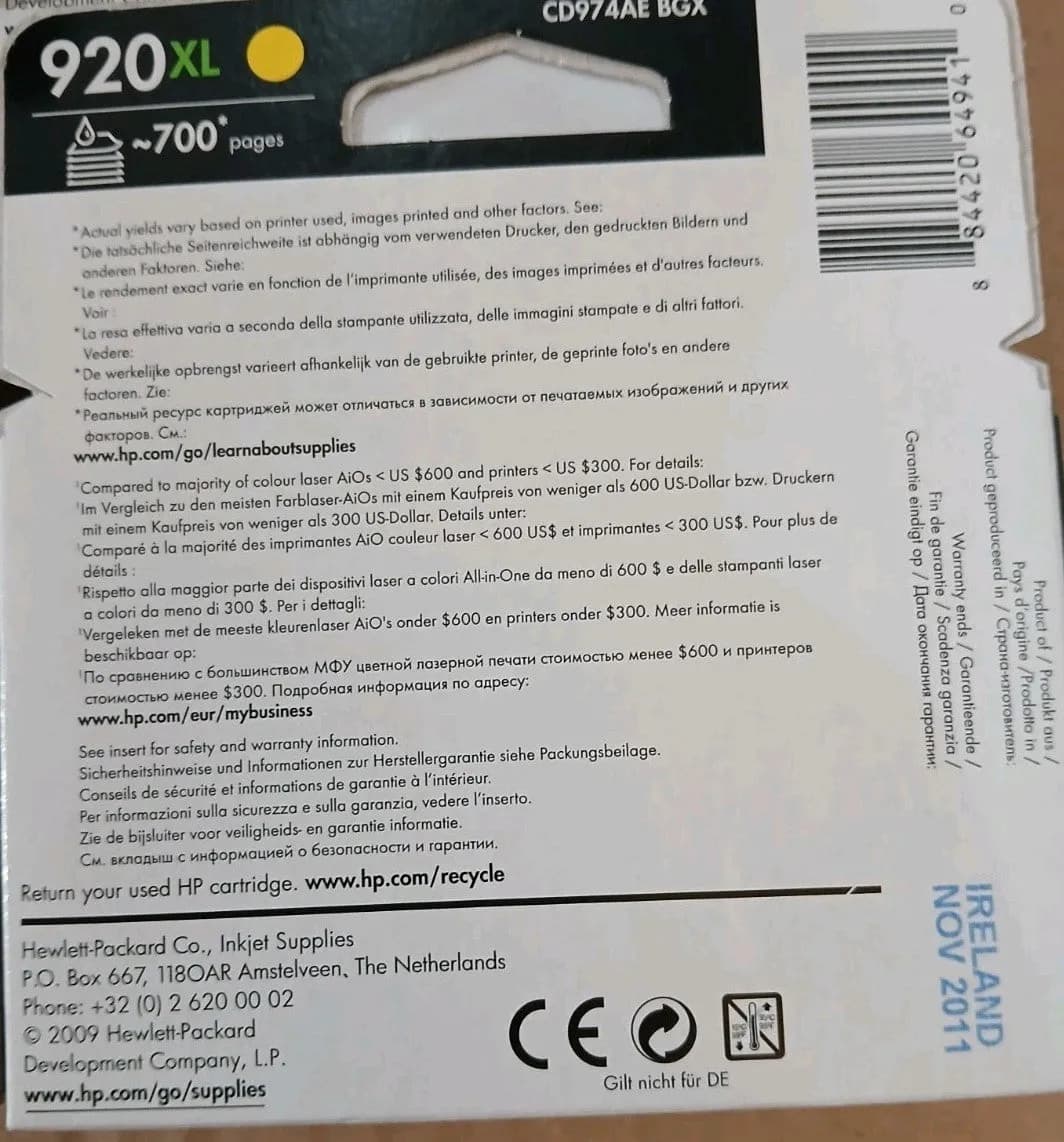 CD974AE BGX
920XL
~700* pages
*Actual yields vary based on printer used, images printed and other factors. See:
*Die tatsächliche Seitenreichweite ist abhängig vom verwendeten Drucker, den gedruckten Bildern und
anderen Faktoren. Siehe:
*Le rendement exact varie en fonction de l'imprimante utilisée, des images imprimées et d'autres facteurs.
Voir :
*La resa effettiva varia a seconda della stampante utilizzata, delle immagini stampate e di altri fattori.
Vedere:
*De werkelijke opbrengst varieert afhankelijk van de gebruikte printer, de geprinte foto's en andere
factoren. Zie:
*Реальный ресурс картриджей может отличаться в зависимости от печатаемых изображений и других
факторов. См.:
www.hp.com/go/learnaboutsupplies
¹Compared to majority of colour laser AiOs < US $600 and printers < US $300. For details:
¹Im Vergleich zu den meisten Farblaser-AiOs mit einem Kaufpreis von weniger als 600 US-Dollar bzw. Druckern
mit einem Kaufpreis von weniger als 300 US-Dollar. Details unter:
¹Comparé à la majorité des imprimantes AiO couleur laser < 600 US$ et imprimantes < 300 US$. Pour plus de
détails :
¹Rispetto alla maggior parte dei dispositivi laser a colori All-in-One da meno di 600 $ e delle stampanti laser
a colori da meno di 300 $. Per i dettagli:
¹Vergeleken met de meeste kleurenlaser AiO's onder $600 en printers onder $300. Meer informatie is
beschikbaar op:
¹По сравнению с большинством МФУ цветной лазерной печати стоимостью менее $600 и принтеров
стоимостью менее $300. Подробная информация по адресу:
www.hp.com/eur/mybusiness
See insert for safety and warranty information.
Sicherheitshinweise und Informationen zur Herstellergarantie siehe Packungsbeilage.
Conseils de sécurité et informations de garantie à l'intérieur.
Per informazioni sulla sicurezza e sulla garanzia, vedere l'inserto.
Zie de bijsluiter voor veiligheids- en garantie informatie.
См. вкладыш с информацией о безопасности и гарантии.
Return your used HP cartridge. www.hp.com/recycle
Hewlett-Packard Co., Inkjet Supplies
P.O. Box 667, 118OAR Amstelveen, The Netherlands
Phone: +32 (0) 2 620 00 02
© 2009 Hewlett-Packard
Development Company, L.P.
www.hp.com/go/supplies
CE
Gilt nicht für DE
0
884420 649941
8
Product of / Produkt aus /
Pays d'origine /Prodotto in /
Product geproduceerd in / Страна-изготовитель:
Warranty ends / Garantieende /
Fin de garantie / Scadenza garanzia /
Garantie eindigt op / Дата окончания гарантии:
IRELAND
NOV 2011